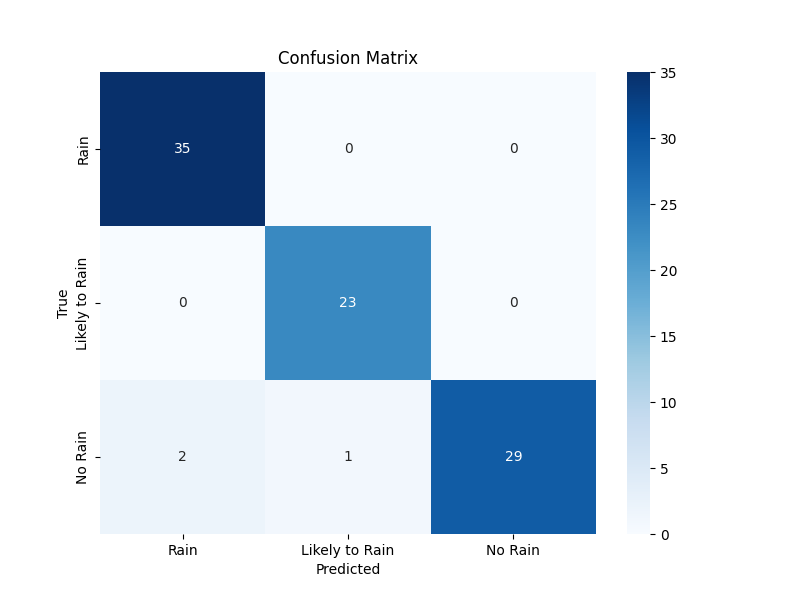 Confusion Matrix
Rain
35
0
0
35
30
25
20
15
10
5
0
True
Likely to Rain
0
23
0
No Rain
2
1
29
Rain
Likely to Rain
No Rain
Predicted